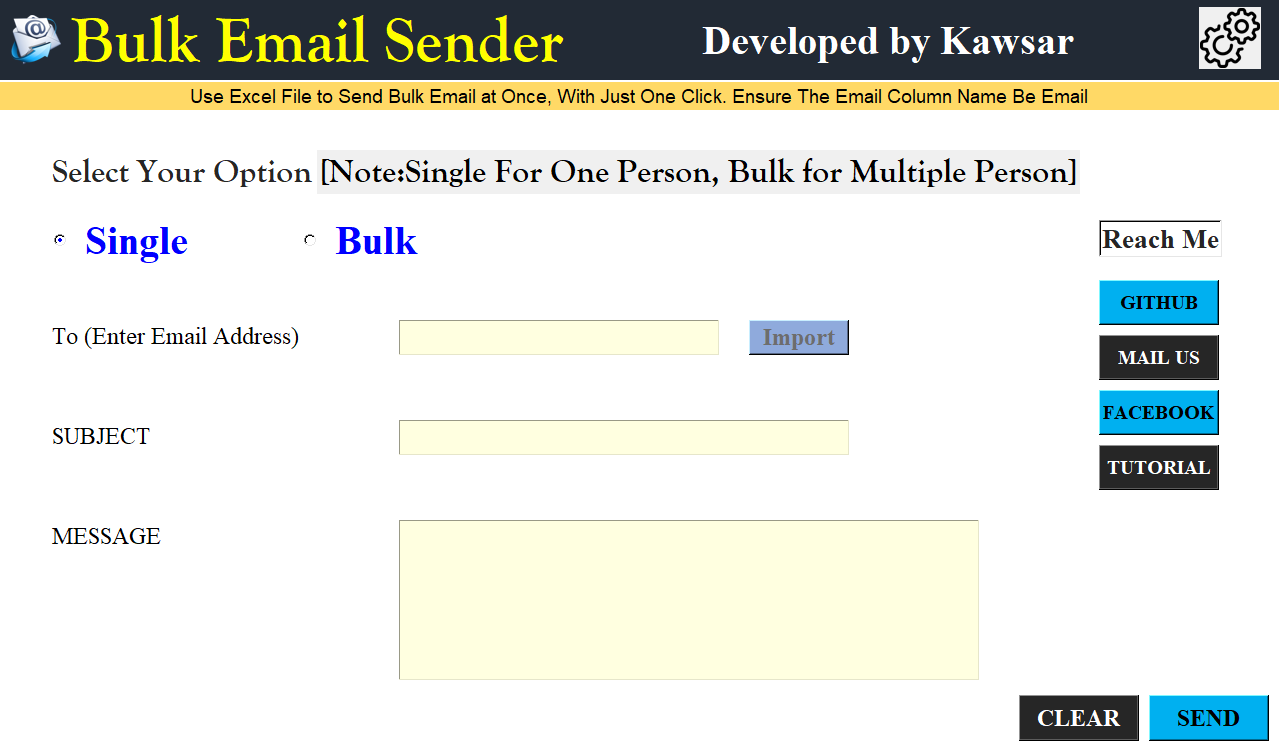 Bulk Email Sender
Developed by Kawsar
Use Excel File to Send Bulk Email at Once, With Just One Click. Ensure The Email Column Name Be Email
Select Your Option [Note:Single For One Person, Bulk for Multiple Person]
Single
Bulk
Reach Me
GITHUB
To (Enter Email Address)
Import
MAIL US
FACEBOOK
SUBJECT
TUTORIAL
MESSAGE
CLEAR
SEND